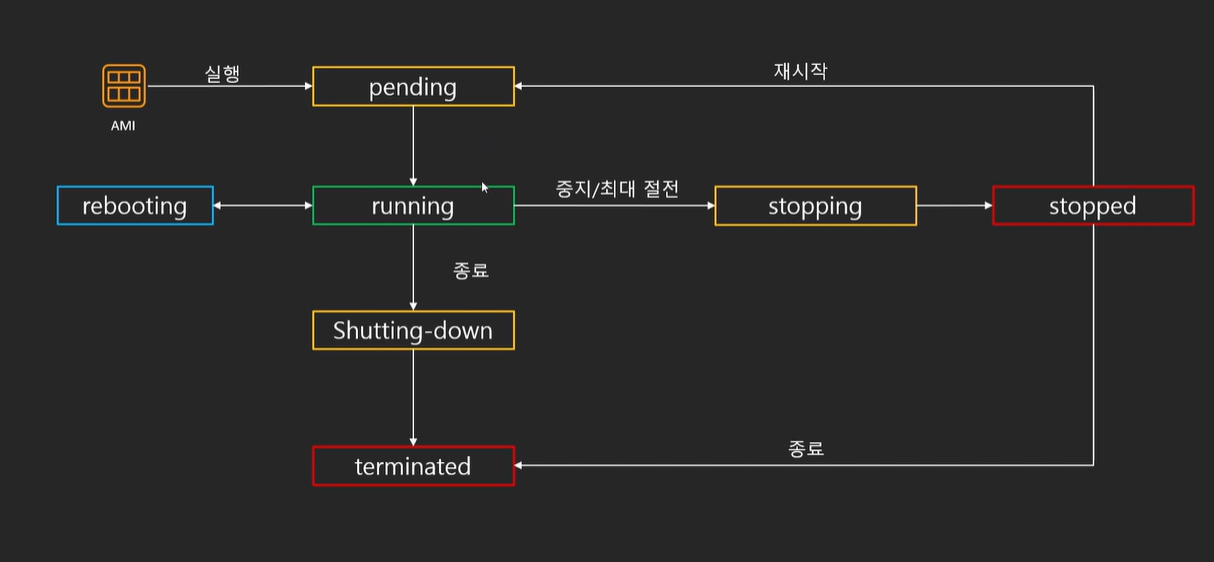 실행
재시작
pending
AMI
중지/최대 절전
rebooting
running
stopping
stopped
종료
Shutting-down
종료
terminated